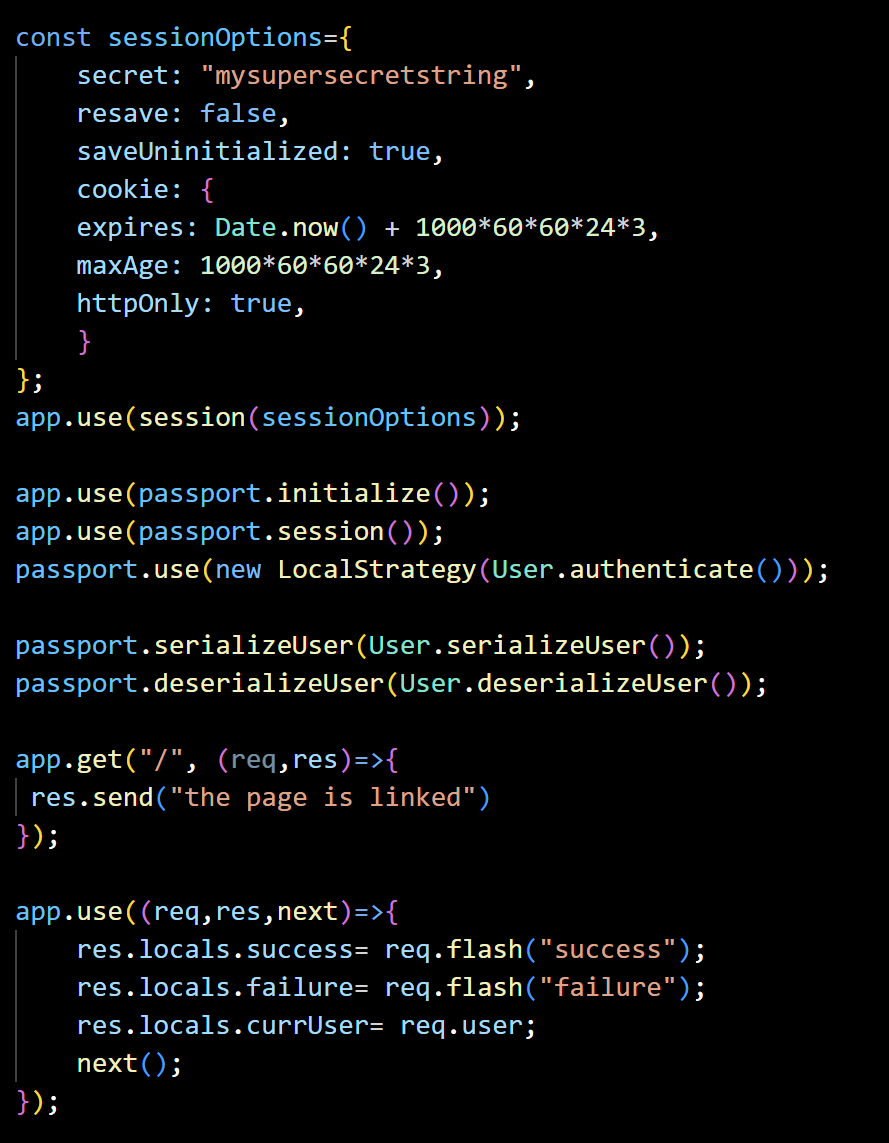 const sessionOptions={
    secret: "mysupersecretstring",
    resave: false,
    saveUninitialized: true,
    cookie: {
    expires: Date.now() + 1000*60*60*24*3,
    maxAge: 1000*60*60*24*3,
    httpOnly: true,
    }
};
app.use(session(sessionOptions));

app.use(passport.initialize());
app.use(passport.session());
passport.use(new LocalStrategy(User.authenticate()));

passport.serializeUser(User.serializeUser());
passport.deserializeUser(User.deserializeUser());

app.get("/", (req,res)=>{
 res.send("the page is linked")
});

app.use((req,res,next)=>{
    res.locals.success= req.flash("success");
    res.locals.failure= req.flash("failure");
    res.locals.currUser= req.user;
    next();
});